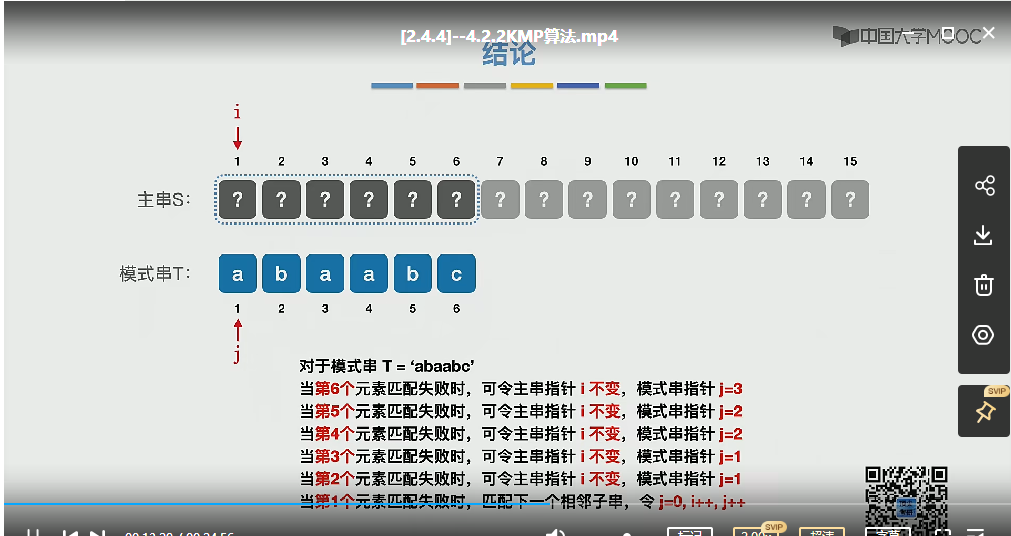 [2.4.4]--4.2.2KMP算法.mp4
中国大学MOOC
结论
i
1 2 3 4 5 6 7 8 9 10 11 12 13 14 15
主串S: ? ? ? ? ? ? ? ? ? ? ? ? ? ? ?
模式串T: a b a a b c
1 2 3 4 5 6
j
对于模式串 T = ‘abaabc’
当第6个元素匹配失败时，可令主串指针 i 不变，模式串指针 j=3
当第5个元素匹配失败时，可令主串指针 i 不变，模式串指针 j=2
当第4个元素匹配失败时，可令主串指针 i 不变，模式串指针 j=2
当第3个元素匹配失败时，可令主串指针 i 不变，模式串指针 j=1
当第2个元素匹配失败时，可令主串指针 i 不变，模式串指针 j=1
当第1个元素匹配失败时，匹配下一个相邻子串，令 j=0, i++, j++
SVIP
SVIP